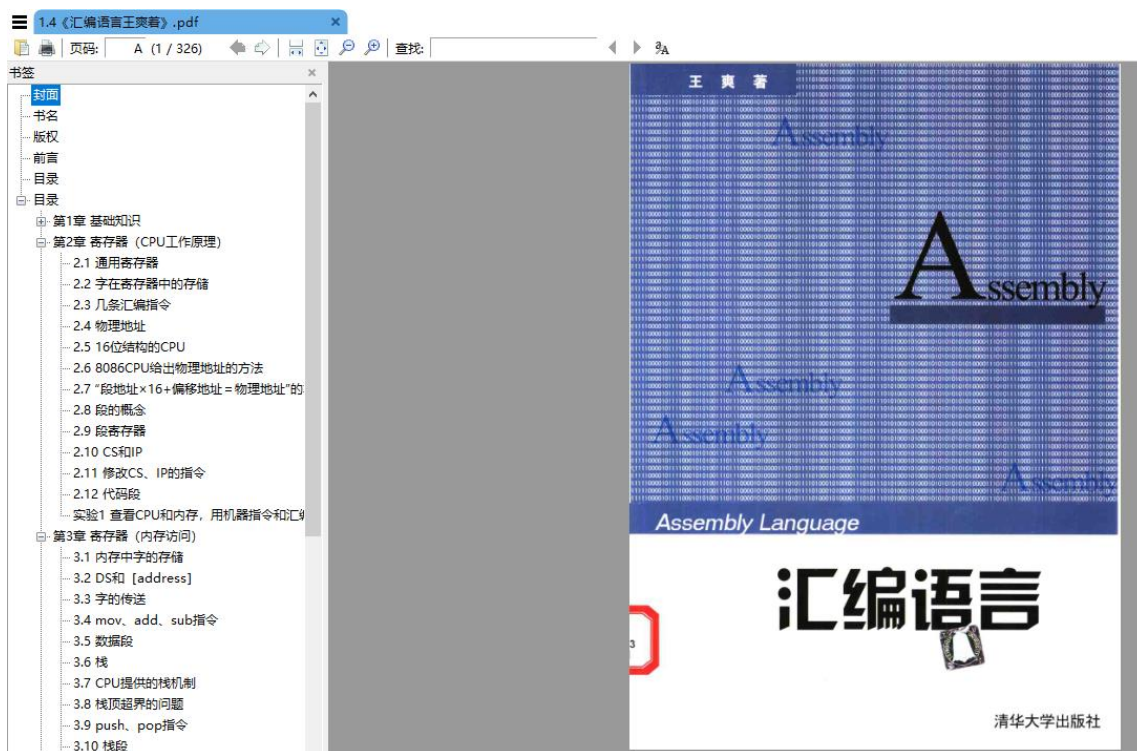 1.4《汇编语言王爽著》.pdf ×
页码: A (1 / 326) 查找:
书签 ×
封面
书名
版权
前言
目录
目录
第1章 基础知识
第2章 寄存器（CPU工作原理）
2.1 通用寄存器
2.2 字在寄存器中的存储
2.3 几条汇编指令
2.4 物理地址
2.5 16位结构的CPU
2.6 8086CPU给出物理地址的方法
2.7 “段地址×16+偏移地址＝物理地址”的
2.8 段的概念
2.9 段寄存器
2.10 CS和IP
2.11 修改CS、IP的指令
2.12 代码段
实验1 查看CPU和内存，用机器指令和汇编
第3章 寄存器（内存访问）
3.1 内存中字的存储
3.2 DS和［address］
3.3 字的传送
3.4 mov、add、sub指令
3.5 数据段
3.6 栈
3.7 CPU提供的栈机制
3.8 栈顶超界的问题
3.9 push、pop指令
3.10 栈段
王 爽 著
Assembly
Assembly
Assembly
Assembly
Assembly
Assembly Language
汇编语言
3
清华大学出版社